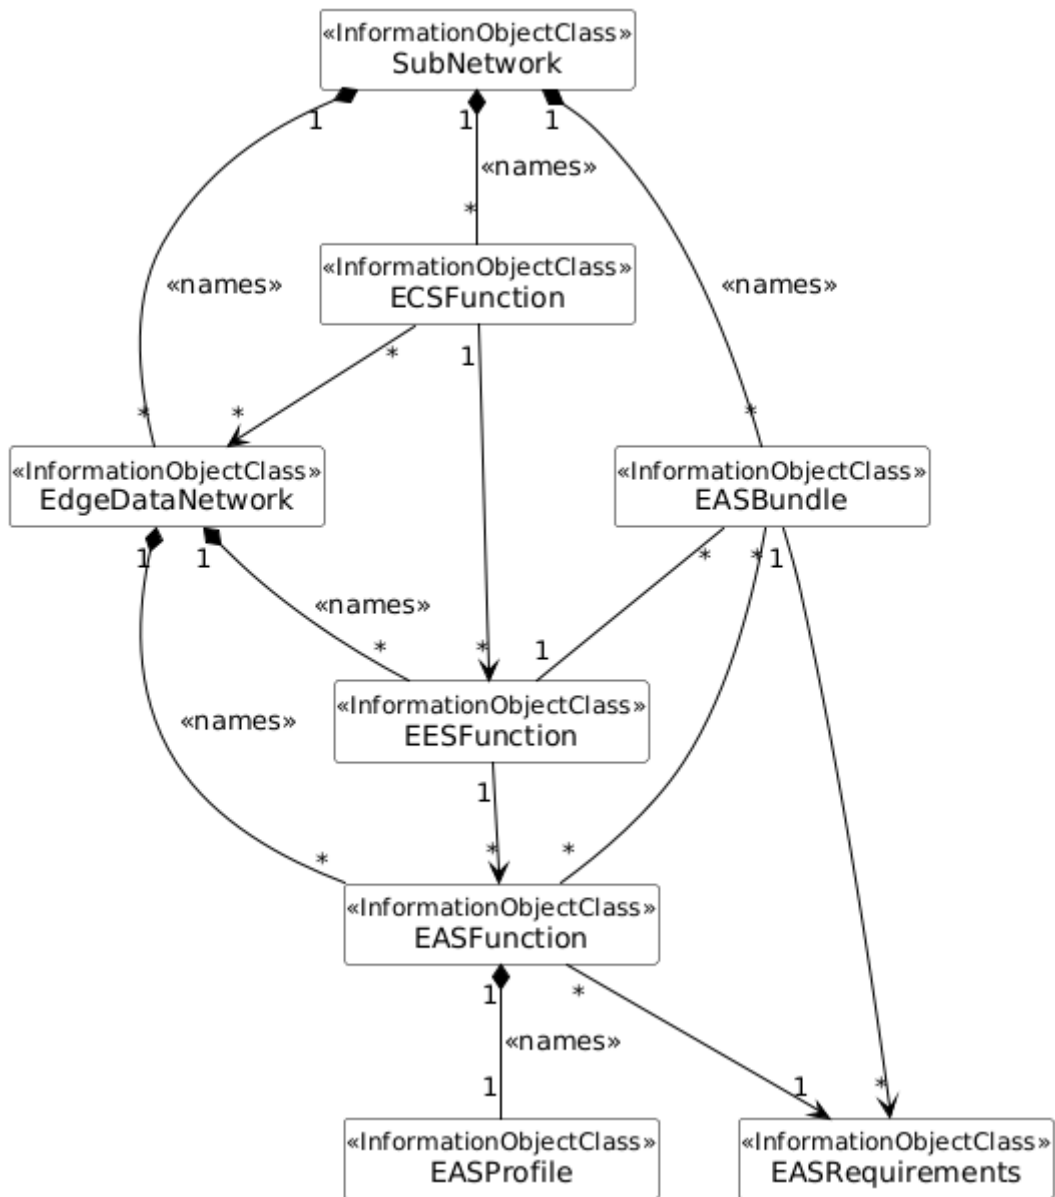 «InformationObjectClass»
SubNetwork
1
1
1
«names»
*
«InformationObjectClass»
ECSFunction
«names»
«names»
*
1
*
*
*
«InformationObjectClass»
EdgeDataNetwork
«InformationObjectClass»
EASBundle
1
1
*
*
1
«names»
*
*
1
«InformationObjectClass»
EESFunction
«names»
1
*
*
*
«InformationObjectClass»
EASFunction
1
*
«names»
1
1
*
«InformationObjectClass»
EASProfile
«InformationObjectClass»
EASRequirements